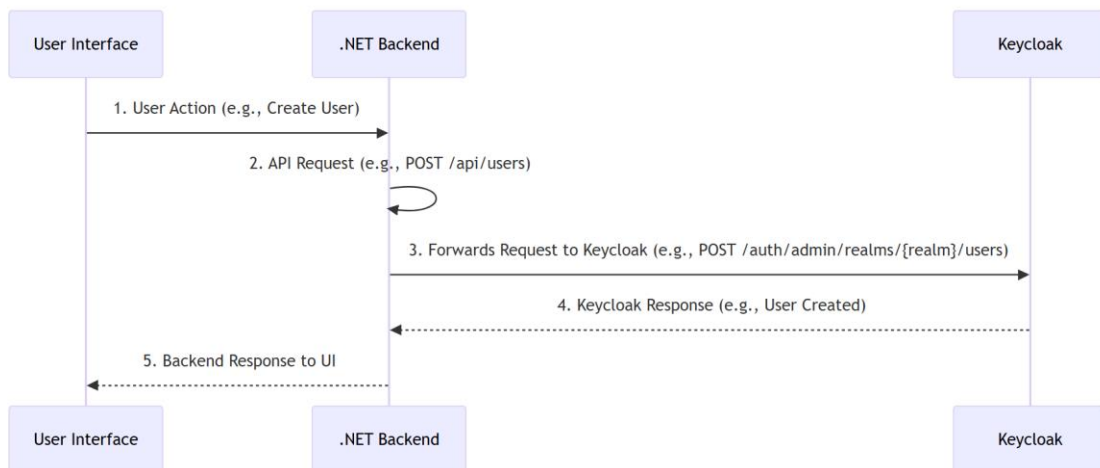 User Interface
.NET Backend
Keycloak
1. User Action (e.g., Create User)
2. API Request (e.g., POST /api/users)
3. Forwards Request to Keycloak (e.g., POST /auth/admin/realms/{realm}/users)
4. Keycloak Response (e.g., User Created)
5. Backend Response to UI
User Interface
.NET Backend
Keycloak